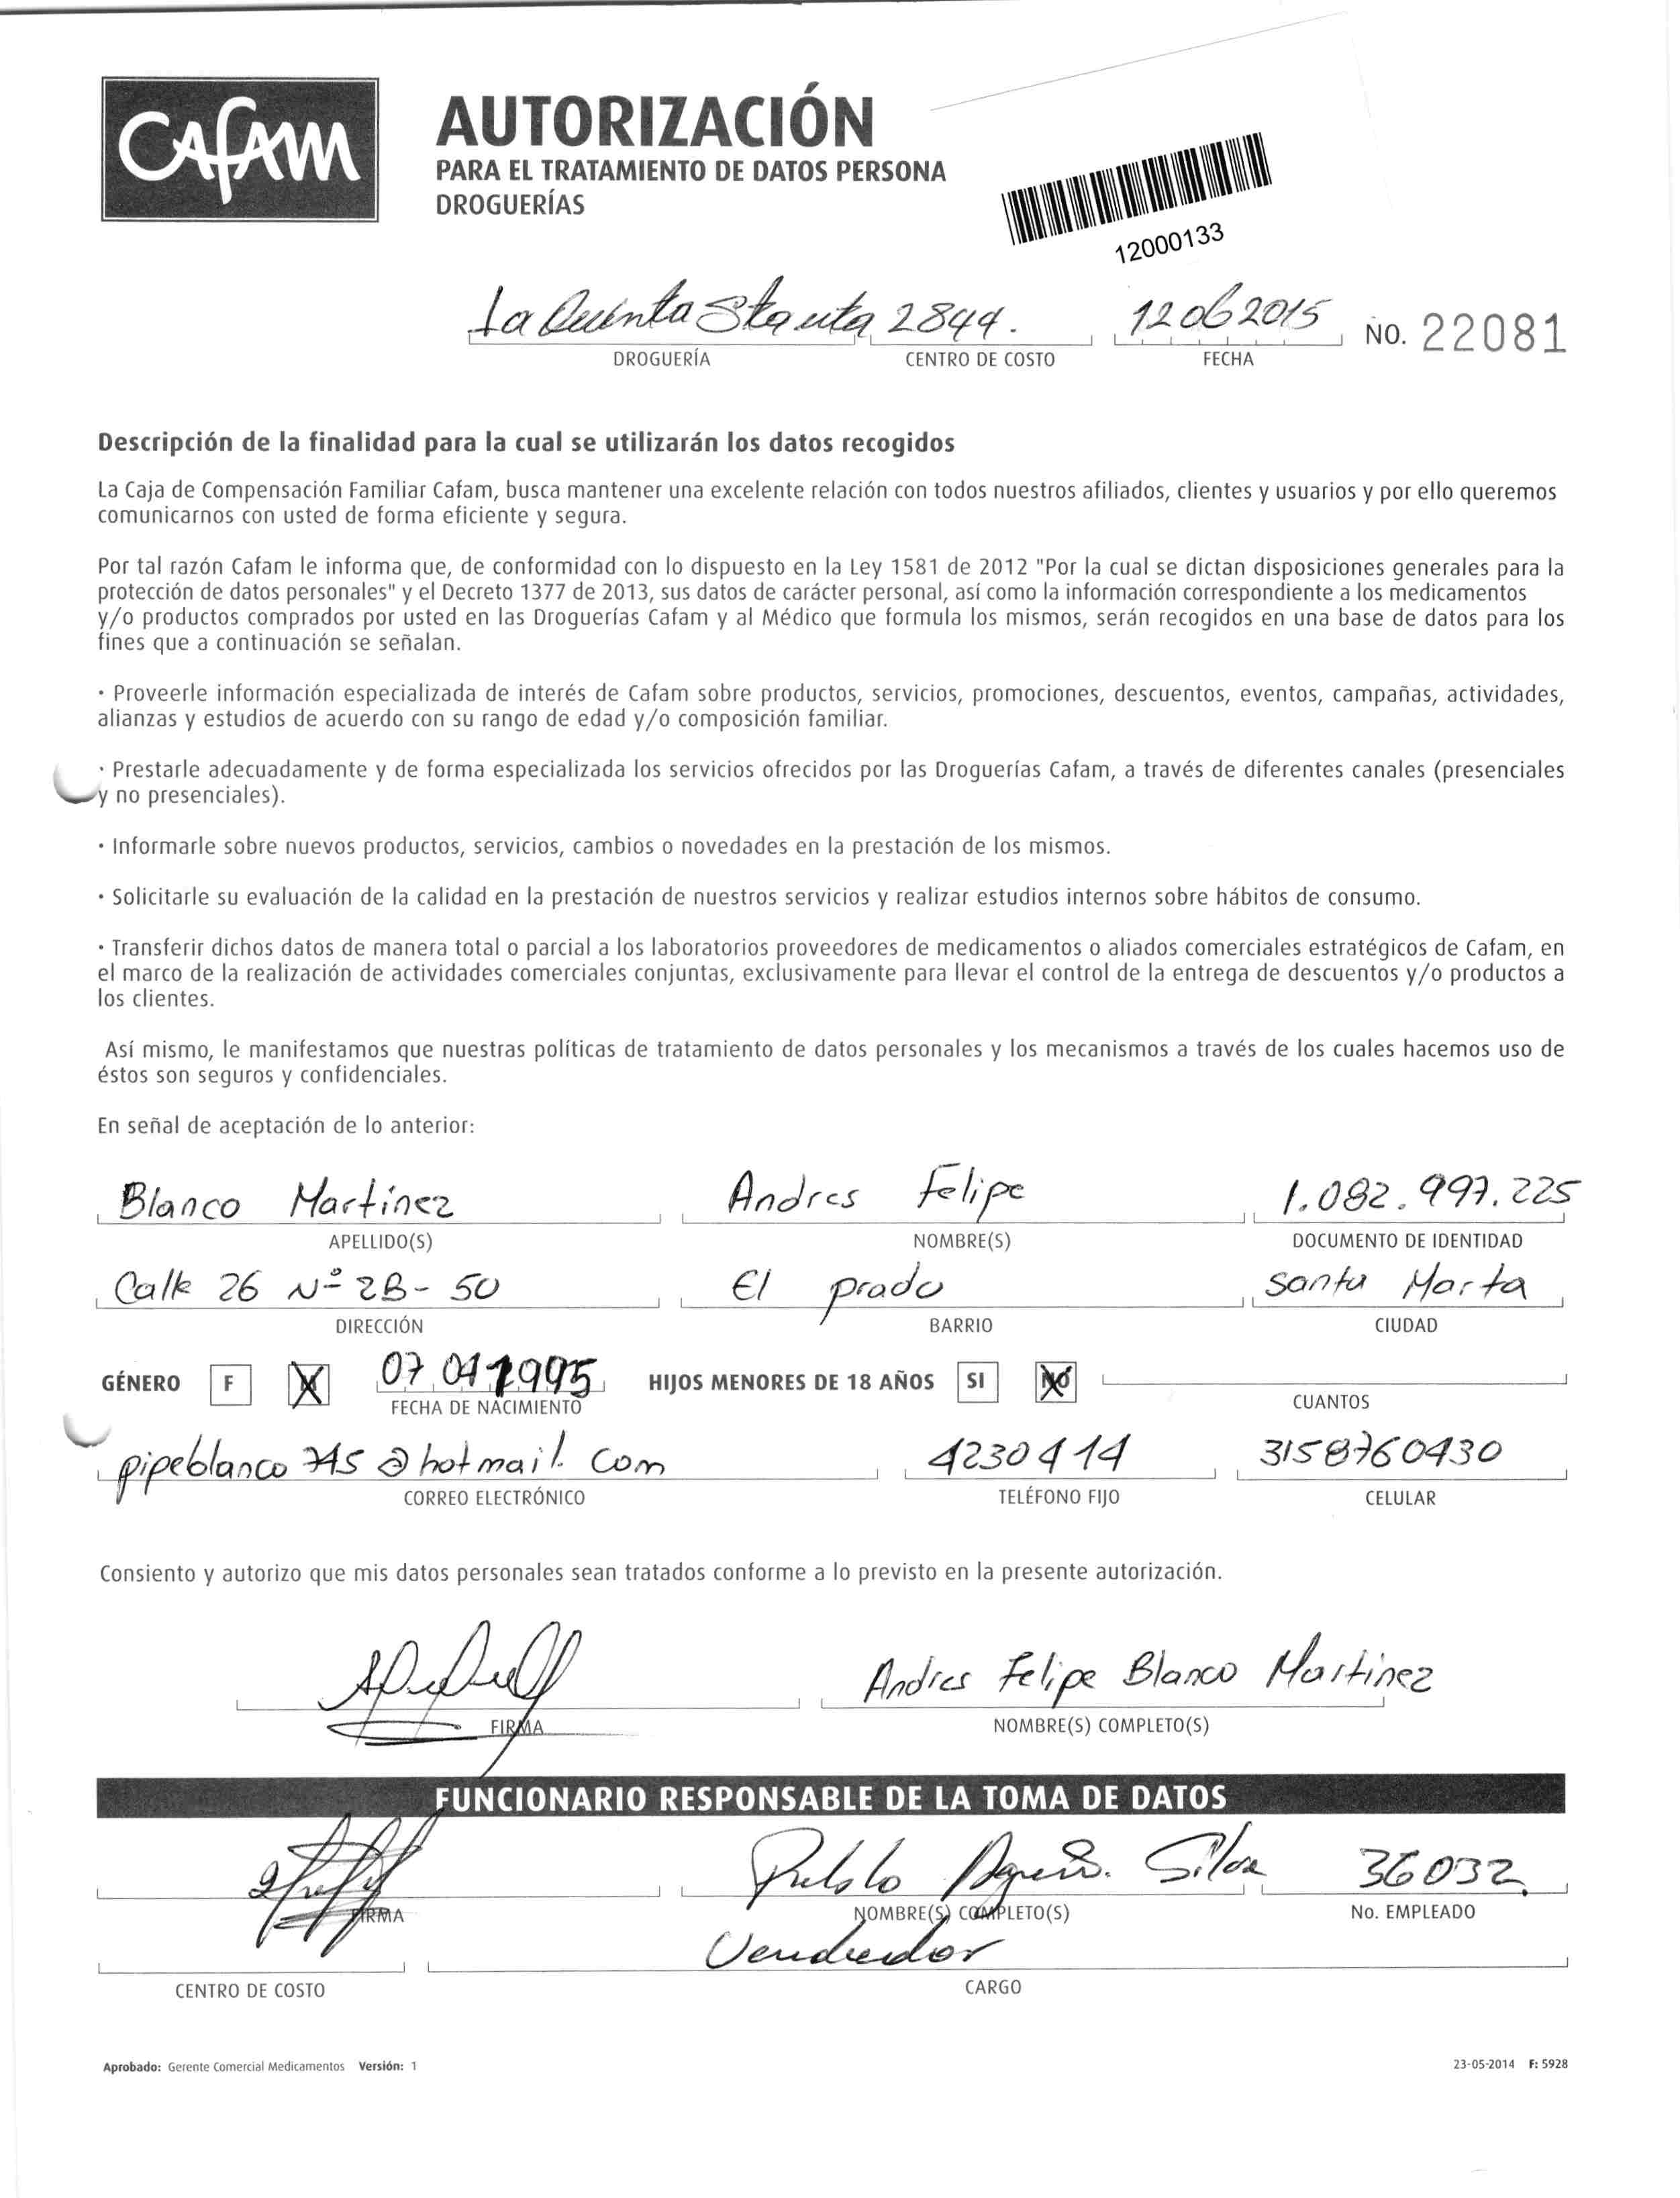 Cafam
AUTORIZACIÓN
PARA EL TRATAMIENTO DE DATOS PERSONA
DROGUERÍAS
12000133
La Quinta Sta 2844. 12 06 2015 NO. 22081
DROGUERÍA CENTRO DE COSTO FECHA
Descripción de la finalidad para la cual se utilizarán los datos recogidos
La Caja de Compensación Familiar Cafam, busca mantener una excelente relación con todos nuestros afiliados, clientes y usuarios y por ello queremos
comunicarnos con usted de forma eficiente y segura.
Por tal razón Cafam le informa que, de conformidad con lo dispuesto en la Ley 1581 de 2012 "Por la cual se dictan disposiciones generales para la
protección de datos personales" y el Decreto 1377 de 2013, sus datos de carácter personal, así como la información correspondiente a los medicamentos
y/o productos comprados por usted en las Droguerías Cafam y al Médico que formula los mismos, serán recogidos en una base de datos para los
fines que a continuación se señalan.
· Proveerle información especializada de interés de Cafam sobre productos, servicios, promociones, descuentos, eventos, campañas, actividades,
alianzas y estudios de acuerdo con su rango de edad y/o composición familiar.
· Prestarle adecuadamente y de forma especializada los servicios ofrecidos por las Droguerías Cafam, a través de diferentes canales (presenciales
y no presenciales).
· Informarle sobre nuevos productos, servicios, cambios o novedades en la prestación de los mismos.
· Solicitarle su evaluación de la calidad en la prestación de nuestros servicios y realizar estudios internos sobre hábitos de consumo.
· Transferir dichos datos de manera total o parcial a los laboratorios proveedores de medicamentos o aliados comerciales estratégicos de Cafam, en
el marco de la realización de actividades comerciales conjuntas, exclusivamente para llevar el control de la entrega de descuentos y/o productos a
los clientes.
Así mismo, le manifestamos que nuestras políticas de tratamiento de datos personales y los mecanismos a través de los cuales hacemos uso de
éstos son seguros y confidenciales.
En señal de aceptación de lo anterior:
Blanco Martinez Andres Felipe 1.082.997.225
APELLIDO(S) NOMBRE(S) DOCUMENTO DE IDENTIDAD
Calle 26 Nº 2B- 50 El prado Santa Marta
DIRECCIÓN BARRIO CIUDAD
GÉNERO F M 07 04 1995 HIJOS MENORES DE 18 AÑOS SI NO
FECHA DE NACIMIENTO CUANTOS
pipeblanco745@hotmail.com 4230414 3158760430
CORREO ELECTRÓNICO TELÉFONO FIJO CELULAR
Consiento y autorizo que mis datos personales sean tratados conforme a lo previsto en la presente autorización.
Andres Felipe Blanco Martinez
FIRMA NOMBRE(S) COMPLETO(S)
FUNCIONARIO RESPONSABLE DE LA TOMA DE DATOS
Silva 36032
FIRMA NOMBRE(S) COMPLETO(S) No. EMPLEADO
Vendedor
CENTRO DE COSTO CARGO
Aprobado: Gerente Comercial Medicamentos Versión: 1 23-05-2014 F: 5928